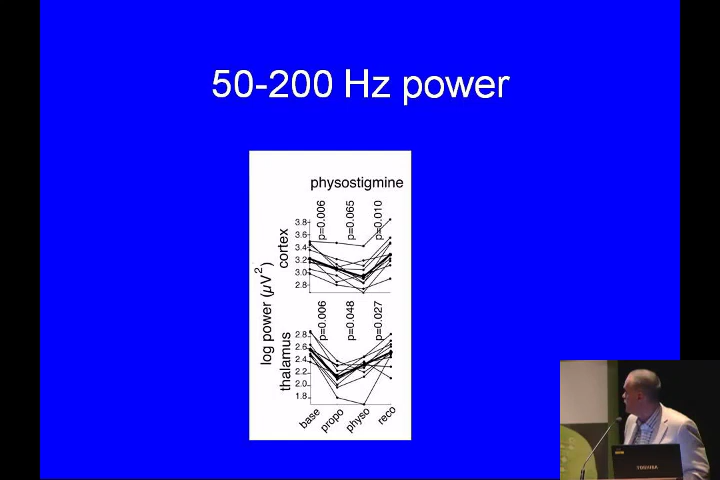 50-200 Hz power
physostigmine
log power (µV²)
cortex
p=0.006
p=0.065
p=0.010
3.8
3.6
3.4
3.2
3.0
2.8
thalamus
p=0.006
p=0.048
p=0.027
2.8
2.6
2.4
2.2
2.0
1.8
base
propo
physo
reco
TOSHIBA